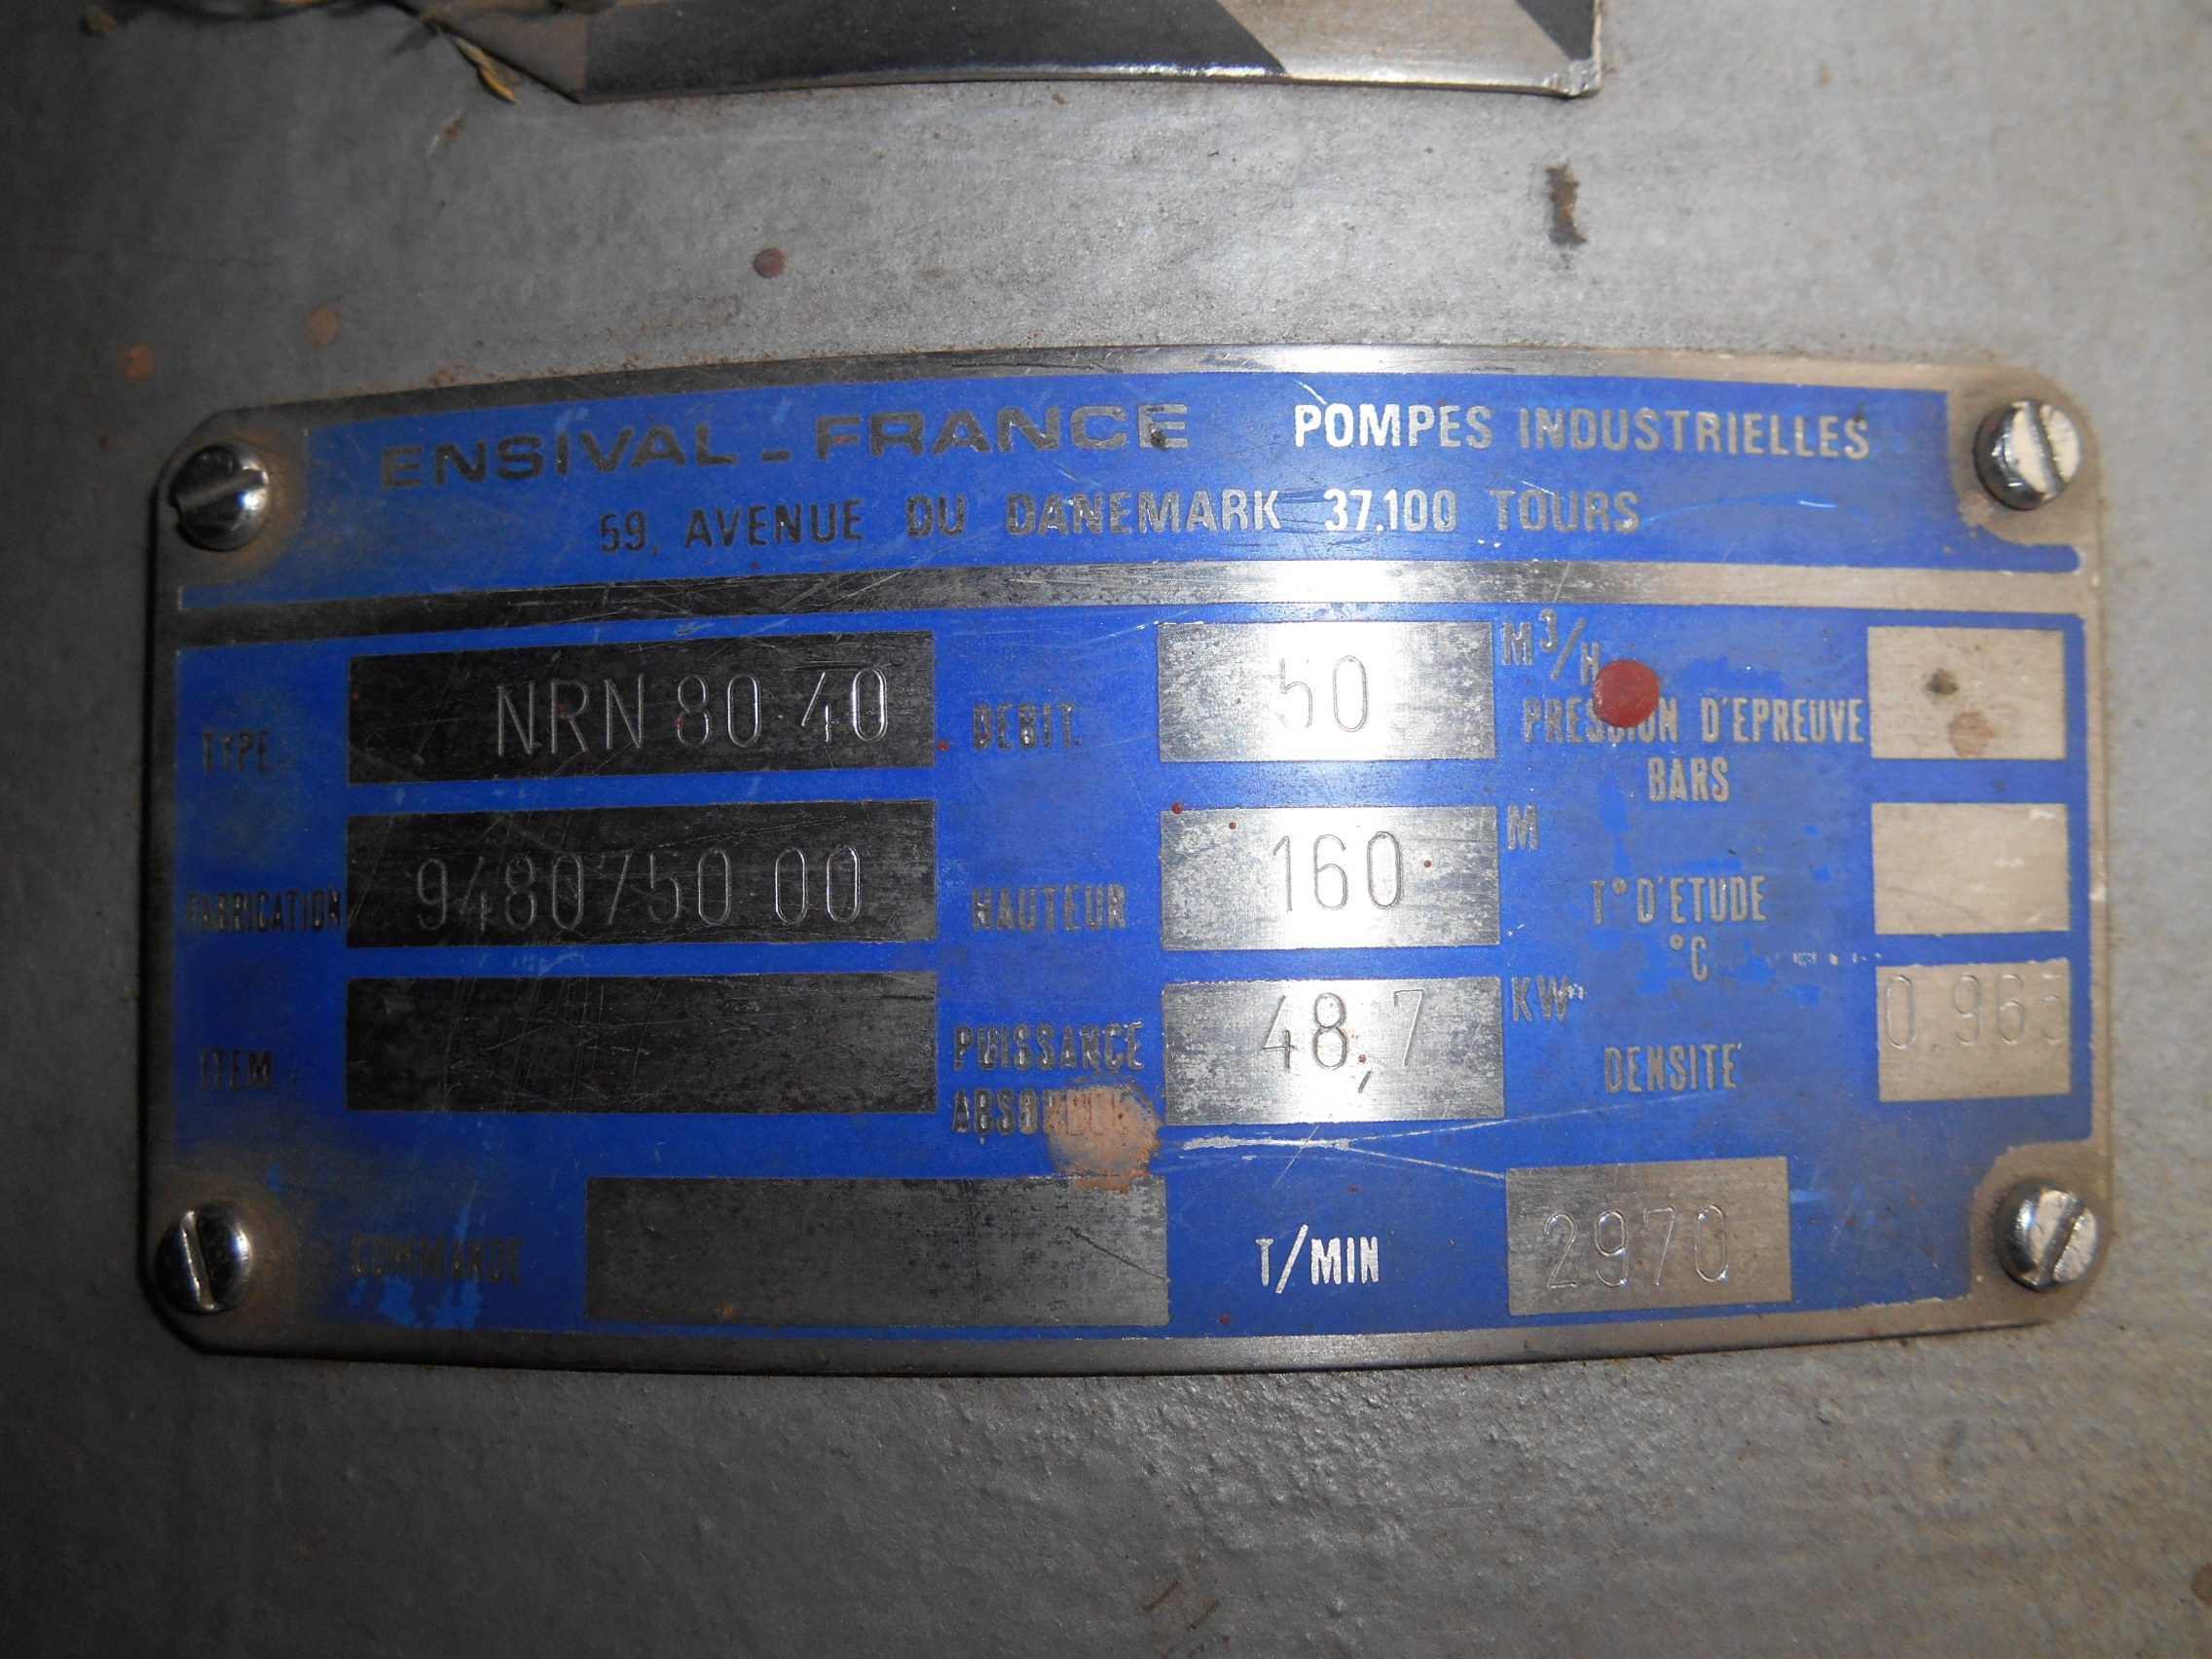 ENSIVAL-FRANCE POMPES INDUSTRIELLES
59, AVENUE DU DANEMARK 37.100 TOURS
TYPE NRN 80 40 DEBIT. 50 M³/H PRESSION D'EPREUVE BARS
FABRICATION 9480750 00 HAUTEUR 160 M T° D'ETUDE °C
ITEM PUISSANCE ABSORBEE 48,7 KW DENSITE 0.965
COMMANDE T/MIN 2970